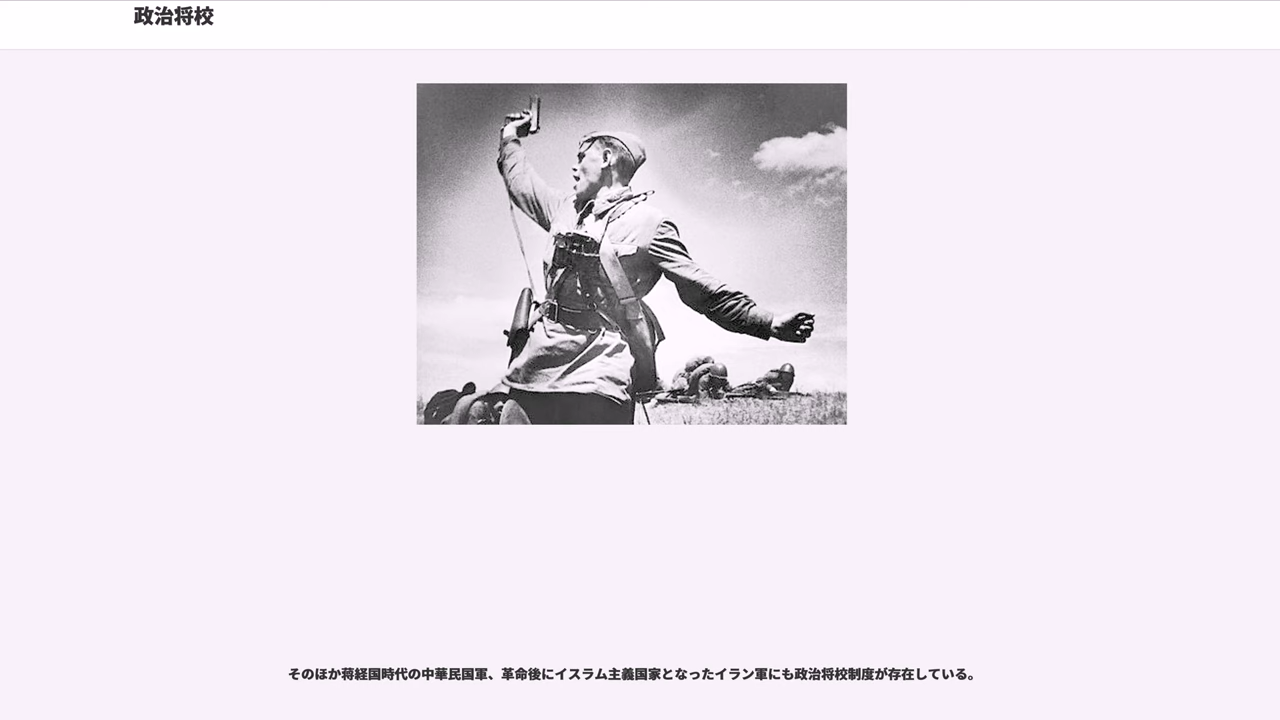 政治将校
そのほか蒋経国時代の中華民国軍、革命後にイスラム主義国家となったイラン軍にも政治将校制度が存在している。